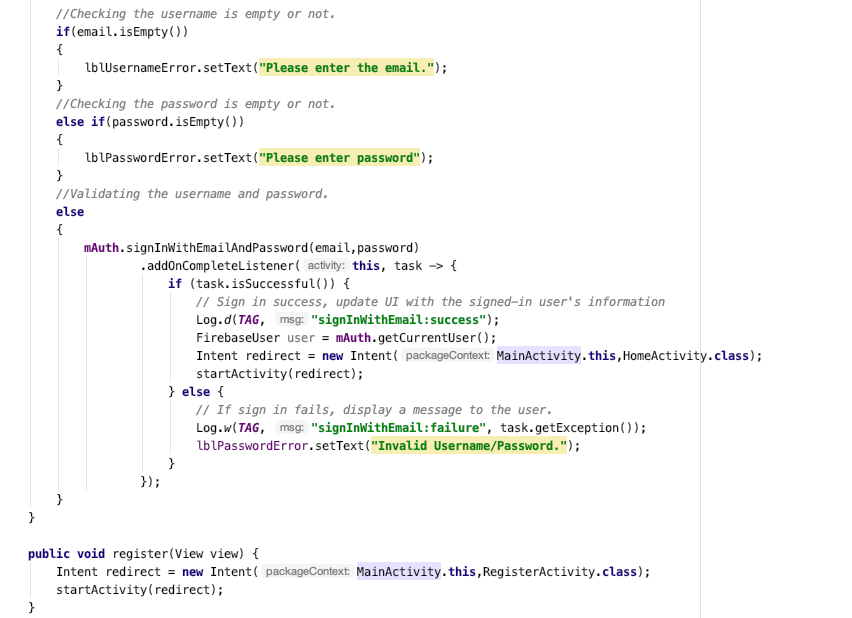 //Checking the username is empty or not.
if(email.isEmpty())
{
lblUsernameError.setText("Please enter the email.");
}
//Checking the password is empty or not.
else if(password.isEmpty())
{
lblPasswordError.setText("Please enter password");
}
//Validating the username and password.
else
{
mAuth.signInWithEmailAndPassword(email,password)
.addOnCompleteListener( activity: this, task -> {
if (task.isSuccessful()) {
// Sign in success, update UI with the signed-in user's information
Log.d(TAG, msg: "signInWithEmail:success");
FirebaseUser user = mAuth.getCurrentUser();
Intent redirect = new Intent( packageContext: MainActivity.this,HomeActivity.class);
startActivity(redirect);
} else {
// If sign in fails, display a message to the user.
Log.w(TAG, msg: "signInWithEmail:failure", task.getException());
lblPasswordError.setText("Invalid Username/Password.");
}
});
}
}
public void register(View view) {
Intent redirect = new Intent( packageContext: MainActivity.this,RegisterActivity.class);
startActivity(redirect);
}